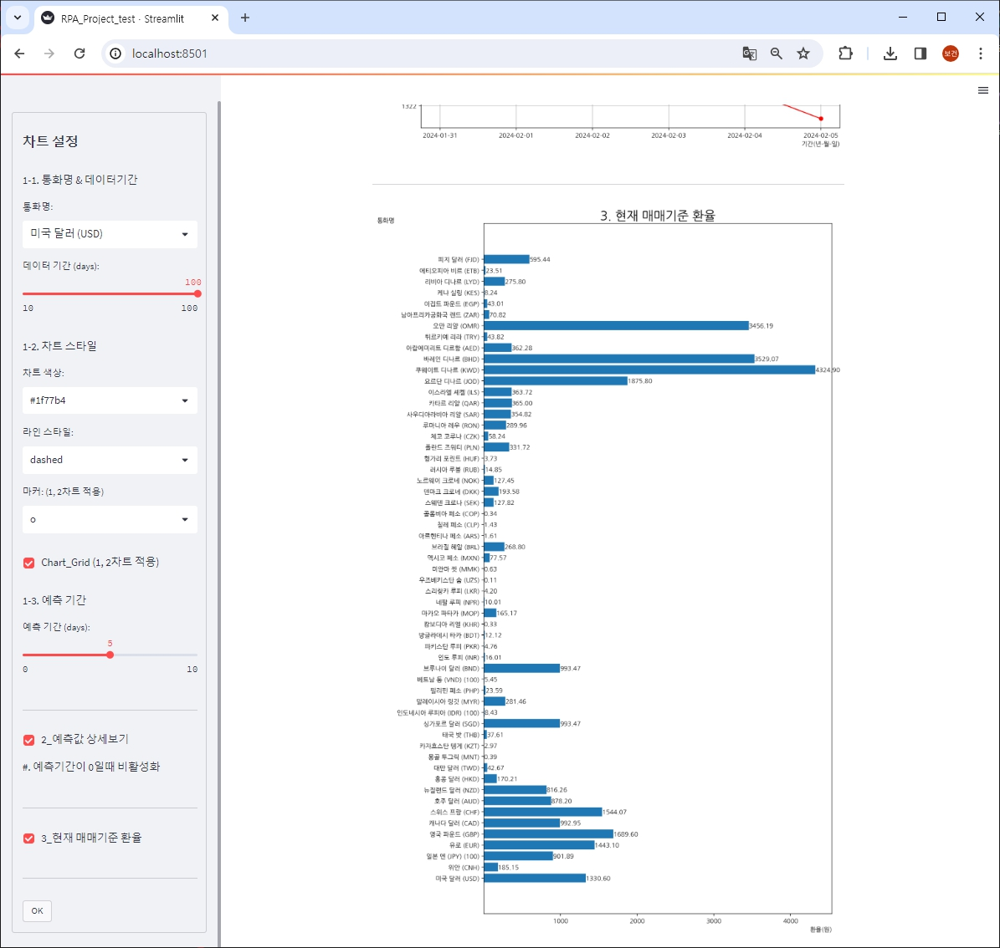 RPA_Project_test · Streamlit
localhost:8501
보건
차트 설정
1-1. 통화명 & 데이터기간
통화명:
미국 달러 (USD)
데이터 기간 (days):
100
10 100
1-2. 차트 스타일
차트 색상:
#1f77b4
라인 스타일:
dashed
마커: (1, 2차트 적용)
o
Chart_Grid (1, 2차트 적용)
1-3. 예측 기간
예측 기간 (days):
5
0 10
2_예측값 상세보기
#. 예측기간이 0일때 비활성화
3_현재 매매기준 환율
OK
1322
2024-01-31 2024-02-01 2024-02-02 2024-02-03 2024-02-04 2024-02-05
기간(년-월-일)
3. 현재 매매기준 환율
통화명
피지 달러 (FJD) 595.44
에티오피아 비르 (ETB) 23.51
리비아 디나르 (LYD) 275.80
케냐 실링 (KES) 8.24
이집트 파운드 (EGP) 43.01
남아프리카공화국 랜드 (ZAR) 70.82
오만 리얄 (OMR) 3456.19
튀르키예 리라 (TRY) 43.82
아랍에미리트 디르함 (AED) 362.28
바레인 디나르 (BHD) 3529.07
쿠웨이트 디나르 (KWD) 4324.90
요르단 디나르 (JOD) 1875.80
이스라엘 셰켈 (ILS) 363.72
카타르 리얄 (QAR) 365.00
사우디아라비아 리얄 (SAR) 354.82
루마니아 레우 (RON) 289.96
체코 코루나 (CZK) 58.24
폴란드 즈워티 (PLN) 331.72
헝가리 포린트 (HUF) 3.73
러시아 루블 (RUB) 14.85
노르웨이 크로네 (NOK) 127.45
덴마크 크로네 (DKK) 193.58
스웨덴 크로나 (SEK) 127.82
콜롬비아 페소 (COP) 0.34
칠레 페소 (CLP) 1.43
아르헨티나 페소 (ARS) 1.61
브라질 헤알 (BRL) 268.80
멕시코 페소 (MXN) 77.57
미얀마 짯 (MMK) 0.63
우즈베키스탄 숨 (UZS) 0.11
스리랑카 루피 (LKR) 4.20
네팔 루피 (NPR) 10.01
마카오 파타카 (MOP) 165.17
캄보디아 리엘 (KHR) 0.33
방글라데시 타카 (BDT) 12.12
파키스탄 루피 (PKR) 4.76
인도 루피 (INR) 16.01
브루나이 달러 (BND) 993.47
베트남 동 (VND) (100) 5.45
필리핀 페소 (PHP) 23.59
말레이시아 링깃 (MYR) 281.46
인도네시아 루피아 (IDR) (100) 8.43
싱가포르 달러 (SGD) 993.47
태국 밧 (THB) 37.61
카자흐스탄 텡게 (KZT) 2.97
몽골 투그릭 (MNT) 0.39
대만 달러 (TWD) 42.67
홍콩 달러 (HKD) 170.21
뉴질랜드 달러 (NZD) 816.26
호주 달러 (AUD) 878.20
스위스 프랑 (CHF) 1544.07
캐나다 달러 (CAD) 992.95
영국 파운드 (GBP) 1689.60
유로 (EUR) 1443.10
일본 엔 (JPY) (100) 901.89
위안 (CNH) 185.15
미국 달러 (USD) 1330.60
1000 2000 3000 4000
환율(원)